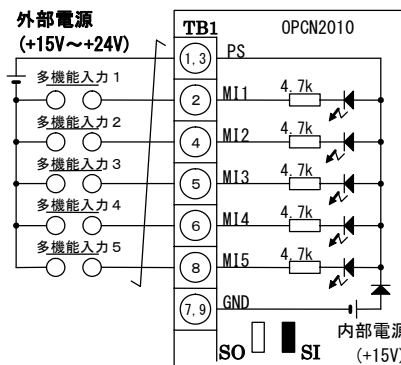 外部電源
(+15V～+24V)
TB1
OPCN2010
1,3
PS
多機能入力1
2
MI1
4.7k
多機能入力2
4
MI2
4.7k
多機能入力3
5
MI3
4.7k
多機能入力4
6
MI4
4.7k
多機能入力5
8
MI5
4.7k
7,9
GND
内部電源
(+15V)
SO
SI